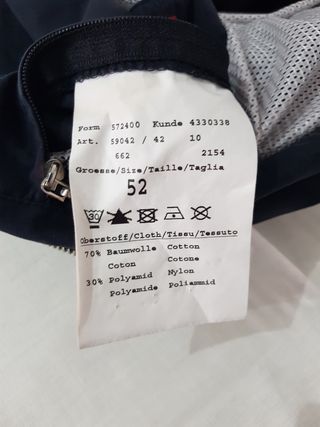 Form 572400 Kunde 4330338
Art. 59042 / 42 10
662 2154
Groesse/Size/Taille/Taglia
52
30
Oberstoff/Cloth/Tissu/Tessuto
70% Baumwolle Cotton
Coton Cotone
30% Polyamid Nylon
Polyamide Poliammid